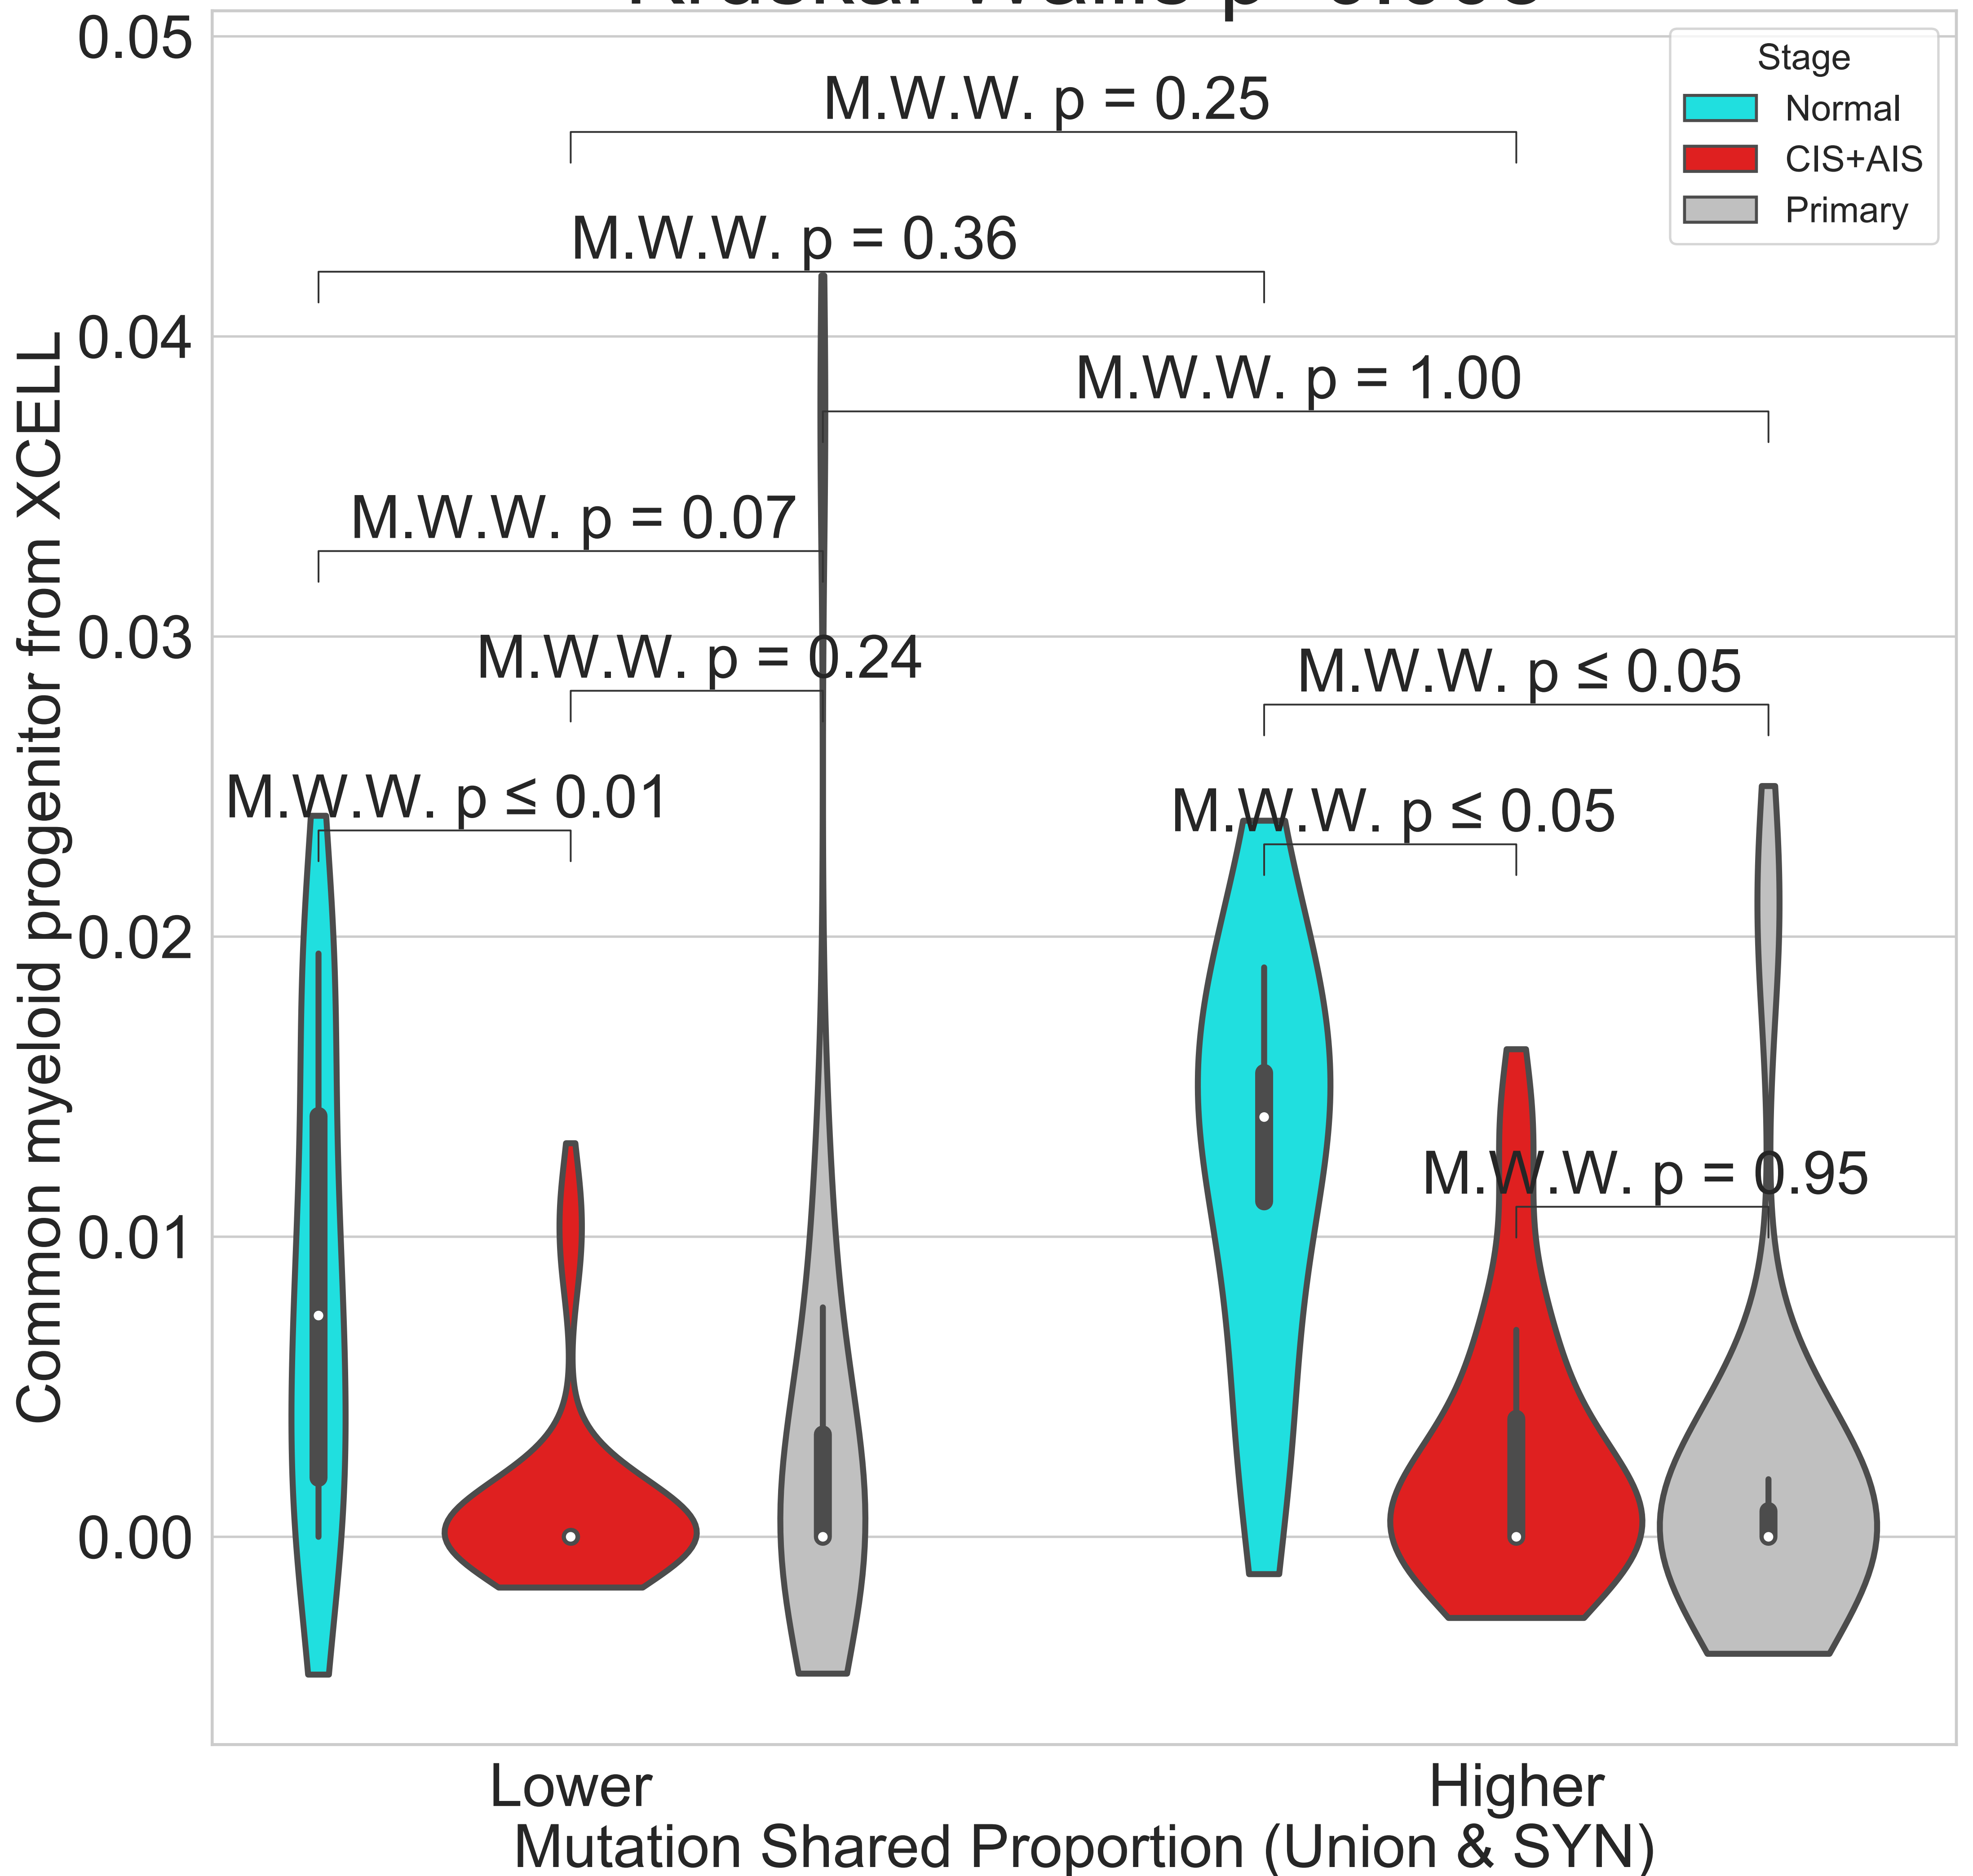 0.05
0.04
0.03
0.02
0.01
0.00
Common myeloid progenitor from XCELL
Stage
Normal
CIS+AIS
Primary
M.W.W. p = 0.25
M.W.W. p = 0.36
M.W.W. p = 1.00
M.W.W. p = 0.07
M.W.W. p = 0.24
M.W.W. p ≤ 0.05
M.W.W. p ≤ 0.01
M.W.W. p ≤ 0.05
M.W.W. p = 0.95
Lower
Higher
Mutation Shared Proportion (Union & SYN)